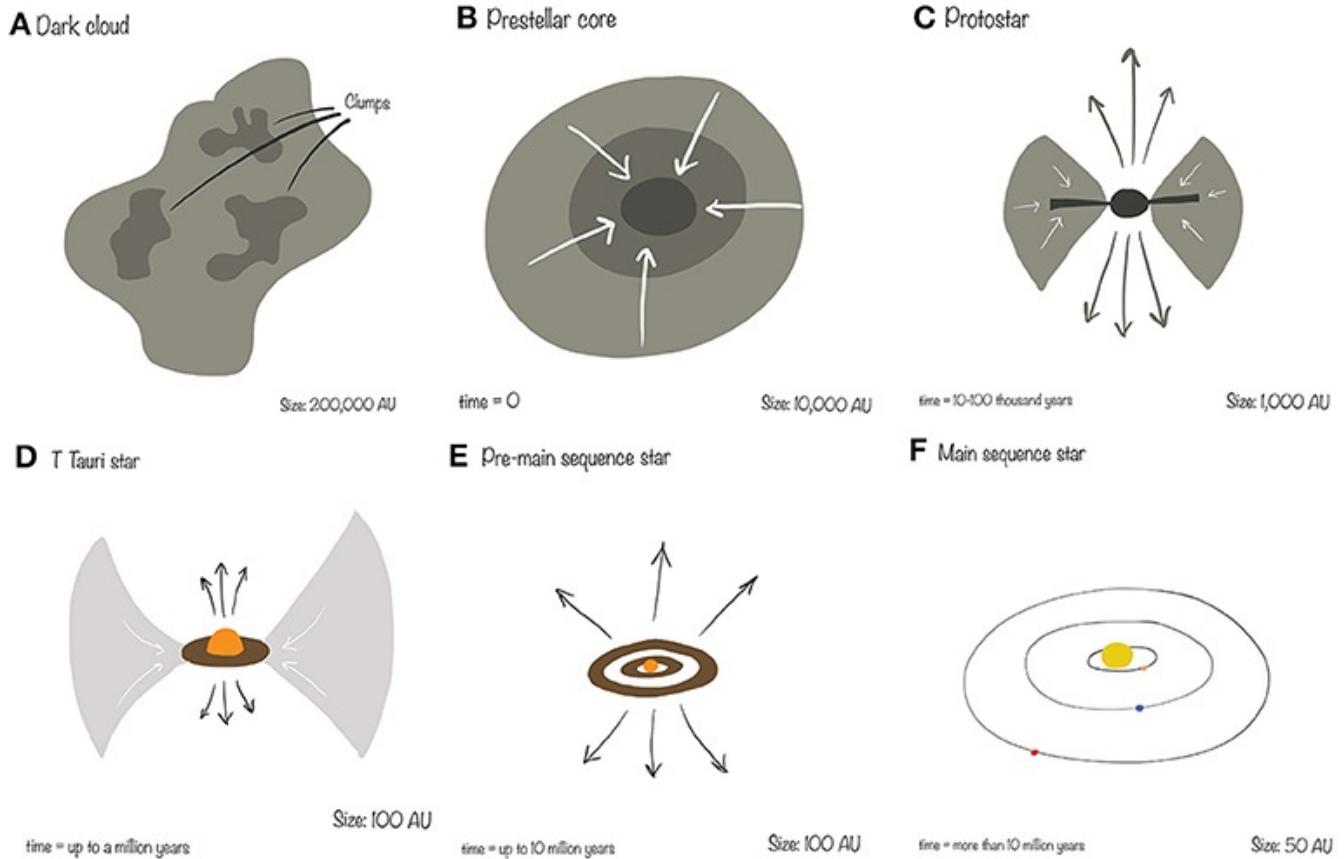 A Dark cloud
Clumps
Size: 200,000 AU
B Prestellar core
time = 0
Size: 10,000 AU
C Protostar
time = 10-100 thousand years
Size: 1,000 AU
D T Tauri star
Size: 100 AU
time = up to a million years
E Pre-main sequence star
time = up to 10 million years
Size: 100 AU
F Main sequence star
time = more than 10 million years
Size: 50 AU